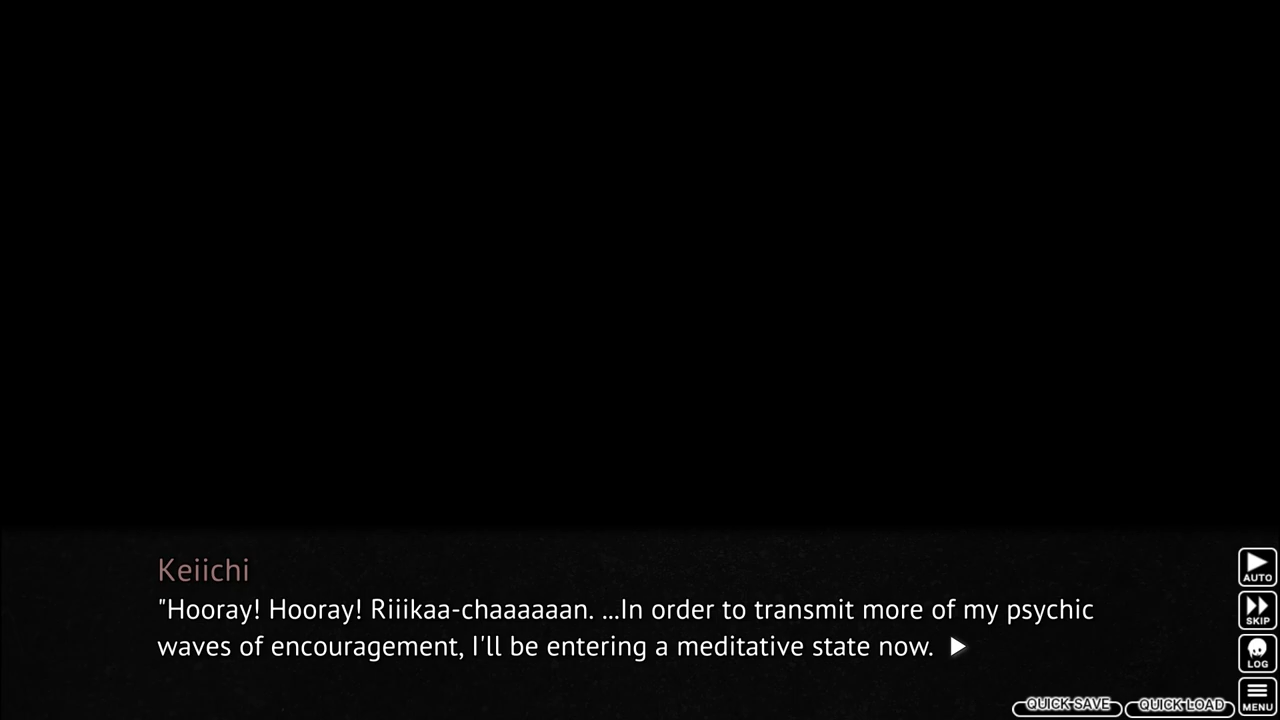 Keiichi
"Hooray! Hooray! Riiikaa-chaaaaaan. ...In order to transmit more of my psychic
waves of encouragement, I'll be entering a meditative state now.
AUTO
SKIP
LOG
MENU
QUICK SAVE
QUICK LOAD